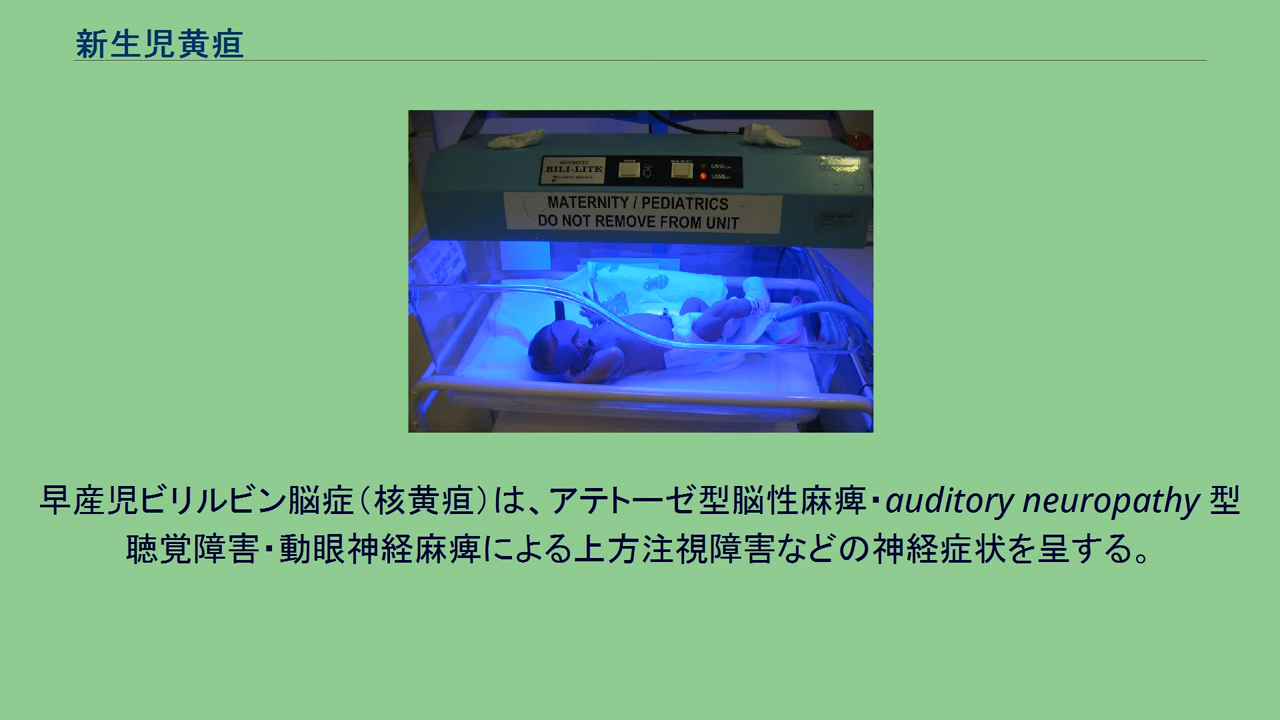 新生児黄疸
OLYMPIC
BILI-LITE
MATERNITY / PEDIATRICS
DO NOT REMOVE FROM UNIT
早産児ビリルビン脳症（核黄疸）は、アテトーゼ型脳性麻痺・auditory neuropathy 型
聴覚障害・動眼神経麻痺による上方注視障害などの神経症状を呈する。